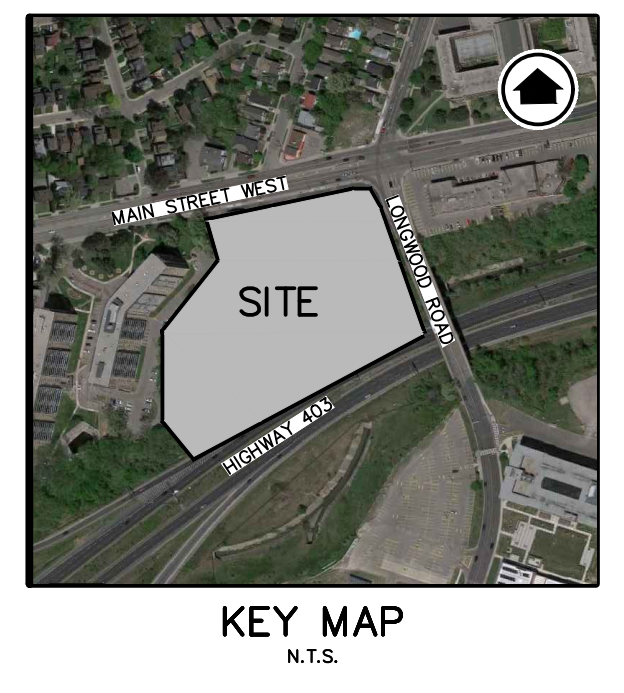 MAIN STREET WEST
LONGWOOD ROAD
SITE
HIGHWAY 403
KEY MAP
N.T.S.